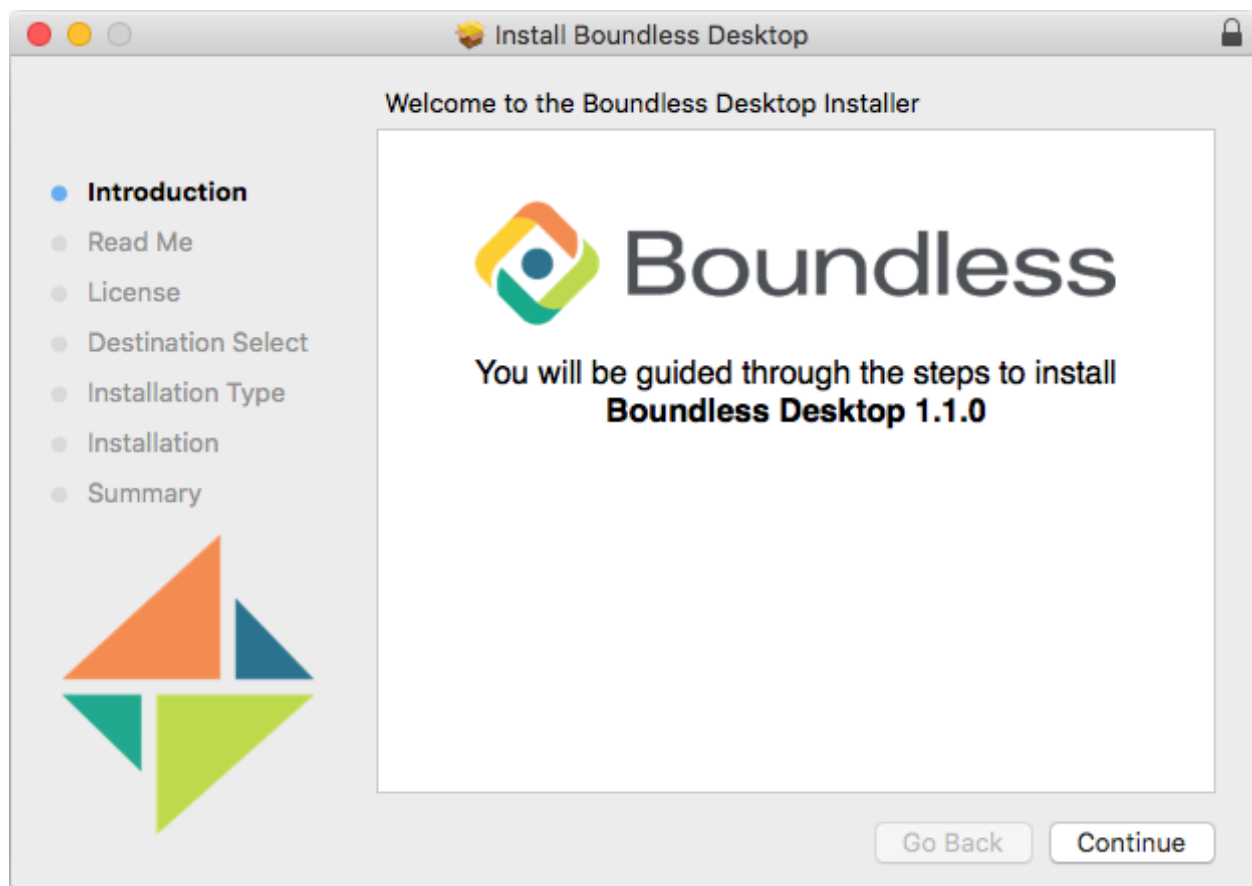 Install Boundless Desktop
Welcome to the Boundless Desktop Installer
Introduction
Read Me
License
Destination Select
Installation Type
Installation
Summary
Boundless
You will be guided through the steps to install
Boundless Desktop 1.1.0
Go Back
Continue